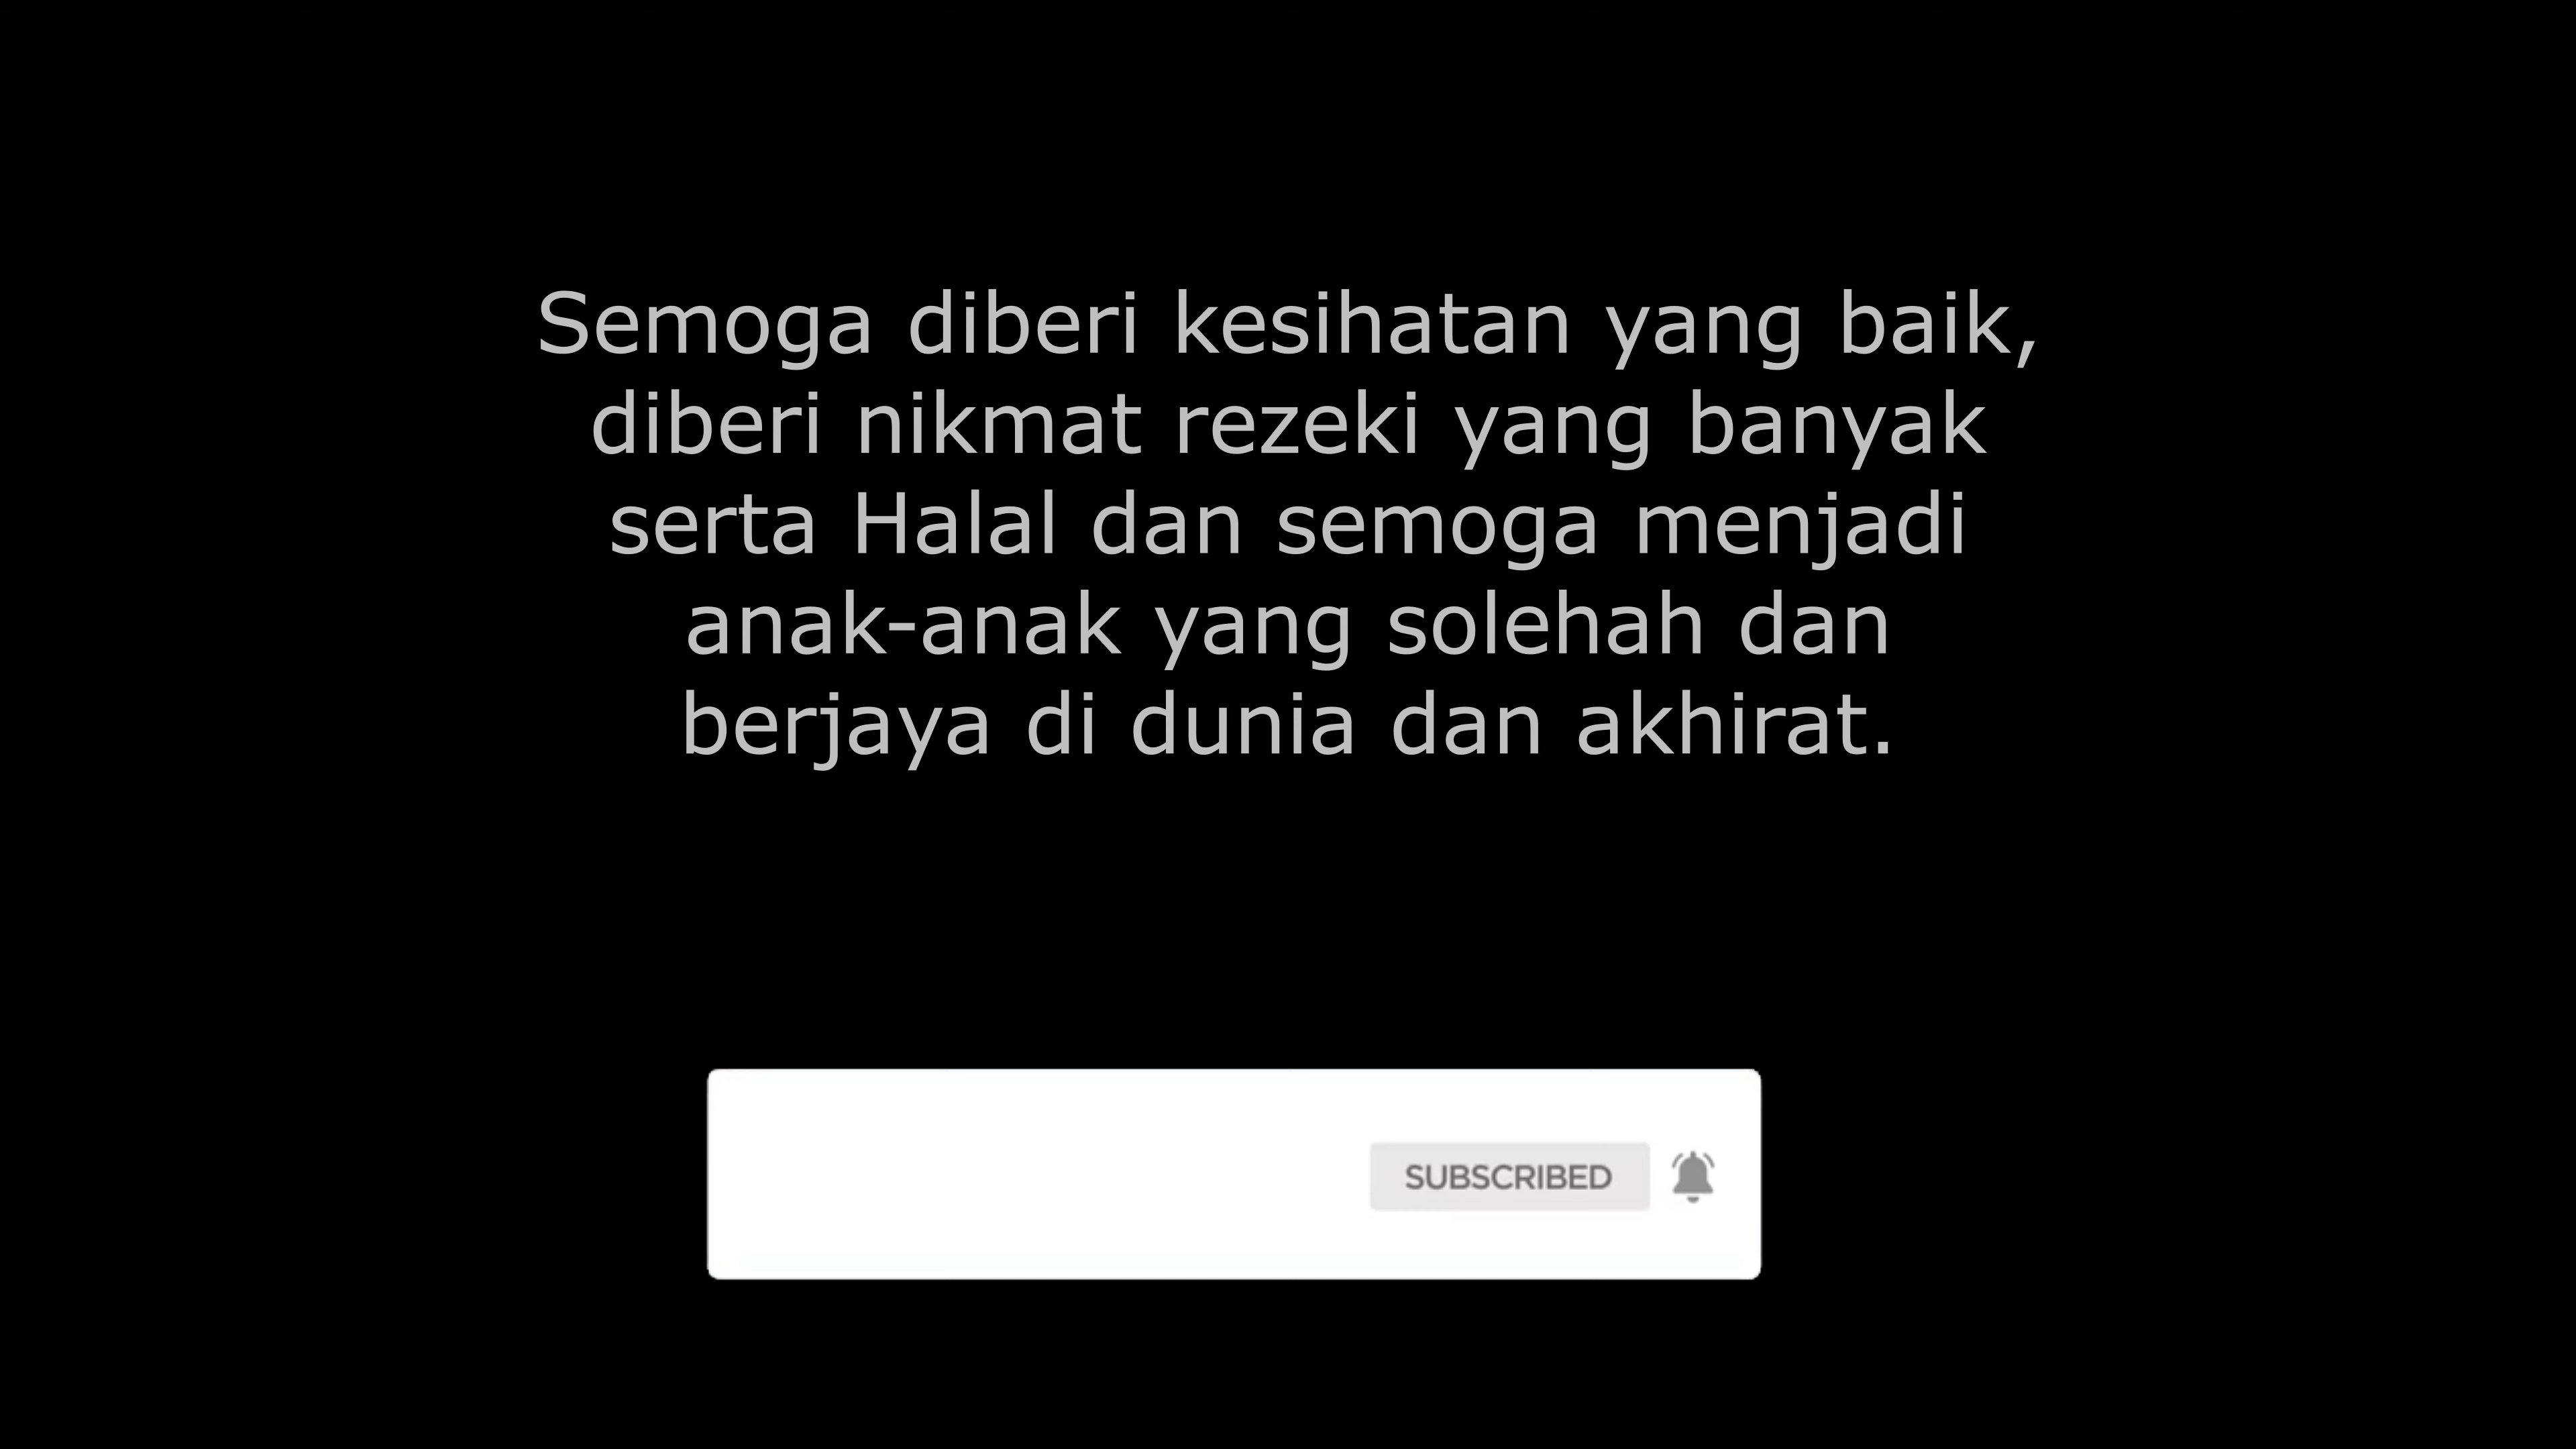 Semoga diberi kesihatan yang baik,
diberi nikmat rezeki yang banyak
serta Halal dan semoga menjadi
anak-anak yang solehah dan
berjaya di dunia dan akhirat.
SUBSCRIBED